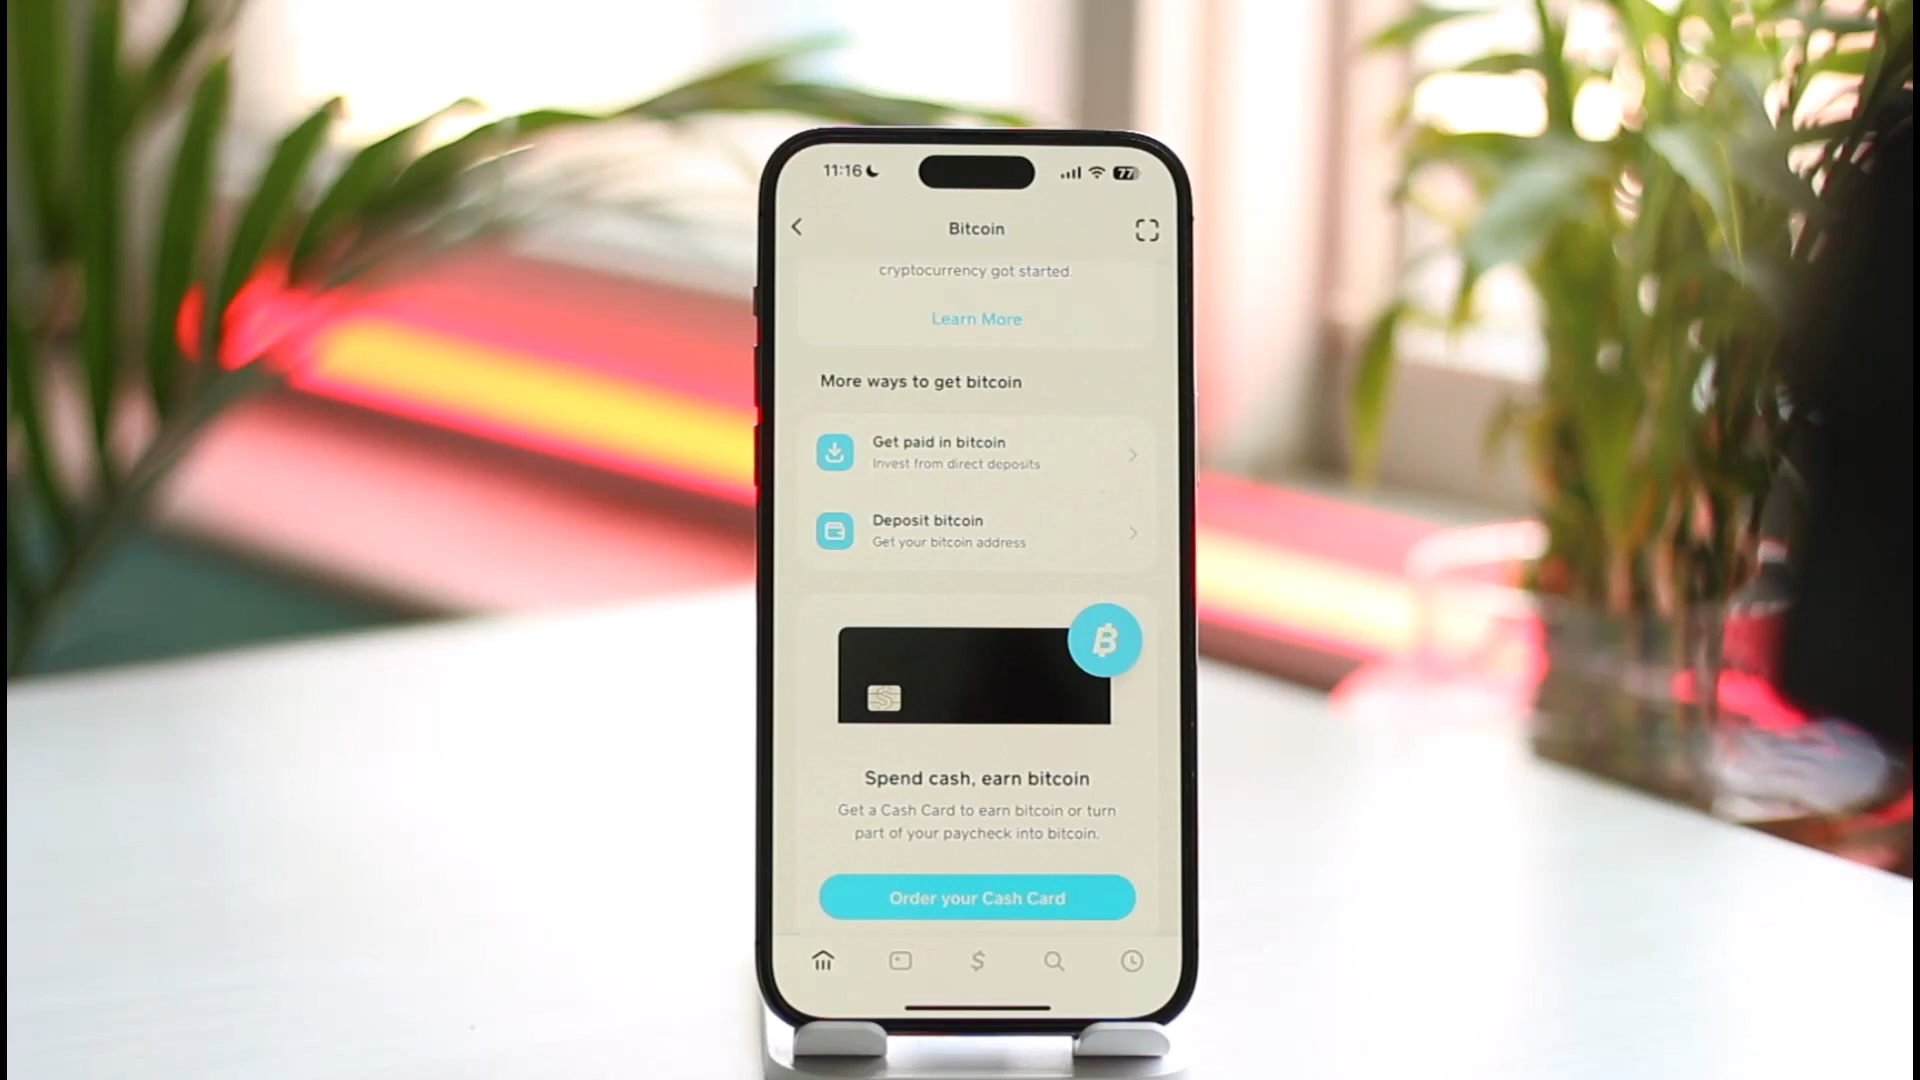 11:16
77
Bitcoin
cryptocurrency got started.
Learn More
More ways to get bitcoin
Get paid in bitcoin
Invest from direct deposits
Deposit bitcoin
Get your bitcoin address
Spend cash, earn bitcoin
Get a Cash Card to earn bitcoin or turn
part of your paycheck into bitcoin.
Order your Cash Card